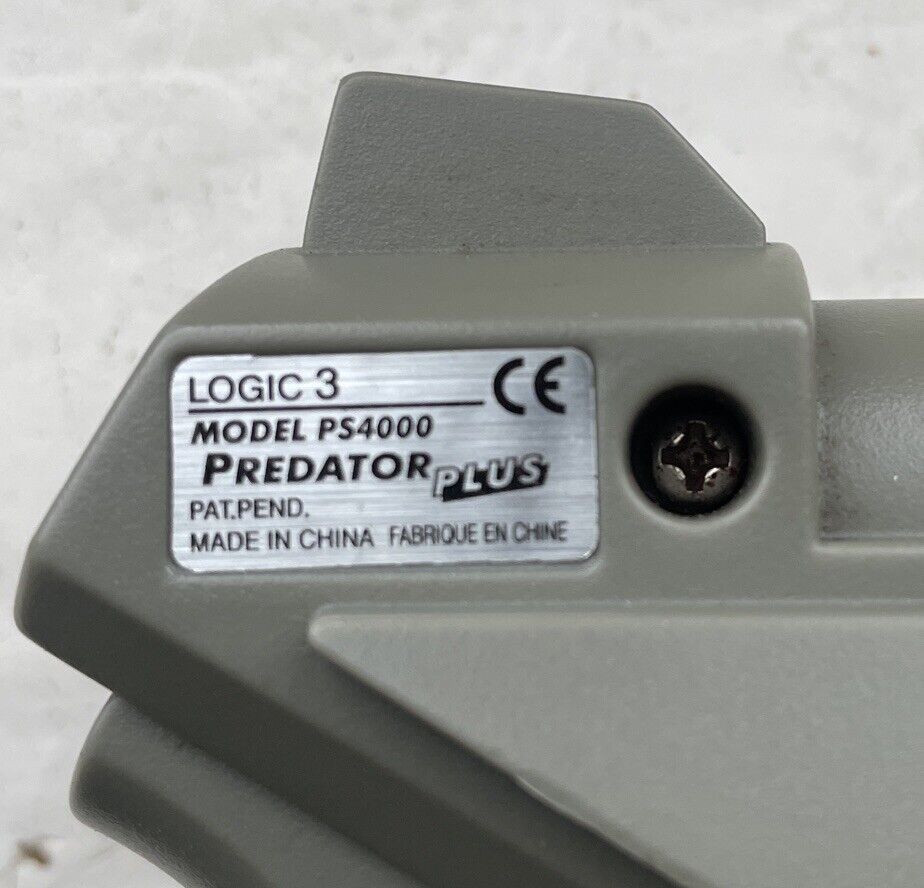 LOGIC 3 CE
MODEL PS4000
PREDATOR PLUS
PAT.PEND.
MADE IN CHINA FABRIQUE EN CHINE